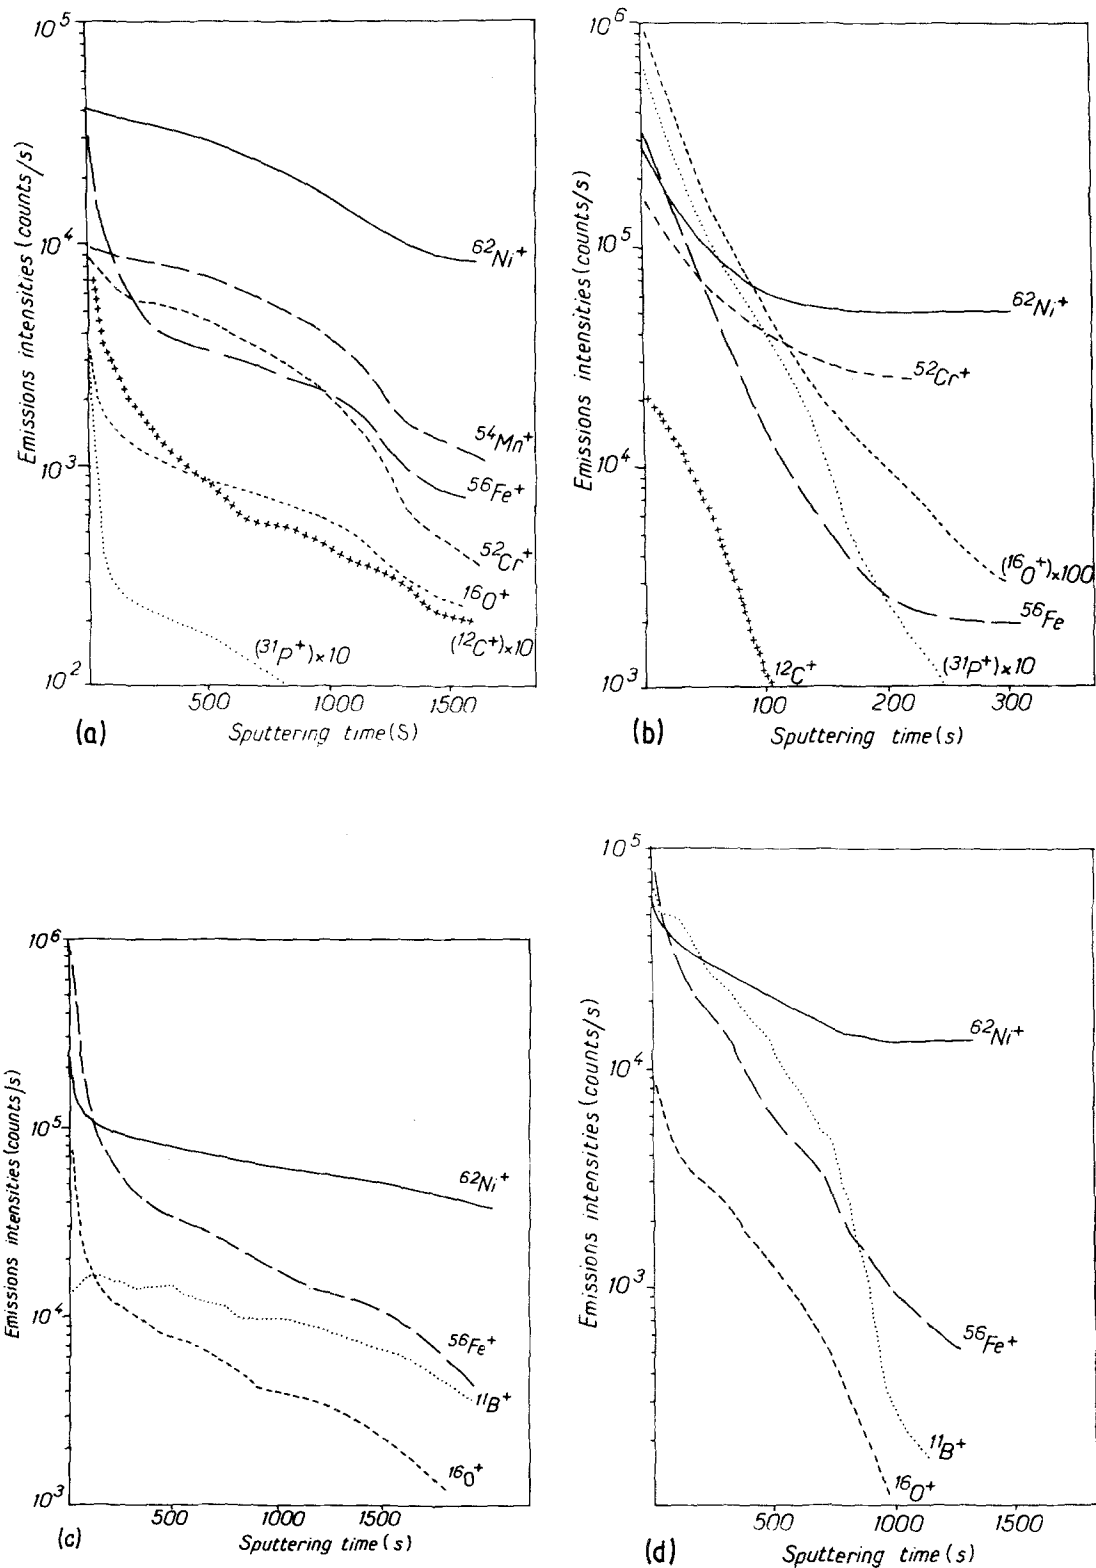 10^5
10^4
10^3
10^2
Emissions intensities (counts/s)
62Ni+
54Mn+
56Fe+
52Cr+
16O+
(12C+)×10
(31P+)×10
500
1000
1500
(a)
Sputtering time(S)
10^6
10^5
10^4
10^3
Emissions intensities (counts/s)
62Ni+
52Cr+
(16O+)×100
56Fe
(31P+)×10
12C+
100
200
300
(b)
Sputtering time(s)
10^6
10^5
10^4
10^3
Emissions intensities (counts/s)
62Ni+
56Fe+
11B+
16O+
500
1000
1500
(c)
Sputtering time(s)
10^5
10^4
10^3
Emissions intensities (counts/s)
62Ni+
56Fe+
11B+
16O+
500
1000
1500
(d)
Sputtering time(s)